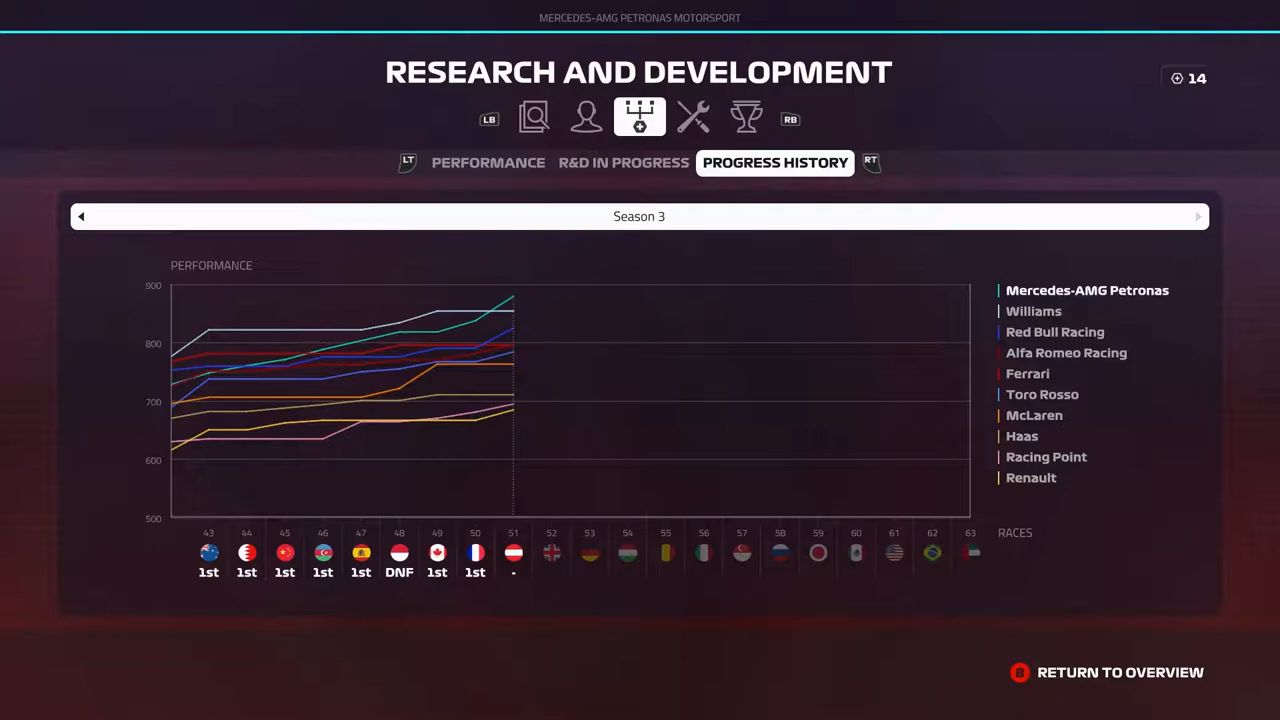 MERCEDES-AMG PETRONAS MOTORSPORT
RESEARCH AND DEVELOPMENT
14
LB RB
LT PERFORMANCE R&D IN PROGRESS PROGRESS HISTORY RT
Season 3
PERFORMANCE
900
800
700
600
500
Mercedes-AMG Petronas
Williams
Red Bull Racing
Alfa Romeo Racing
Ferrari
Toro Rosso
McLaren
Haas
Racing Point
Renault
43 44 45 46 47 48 49 50 51 52 53 54 55 56 57 58 59 60 61 62 63 RACES
1st 1st 1st 1st 1st DNF 1st 1st -
B RETURN TO OVERVIEW